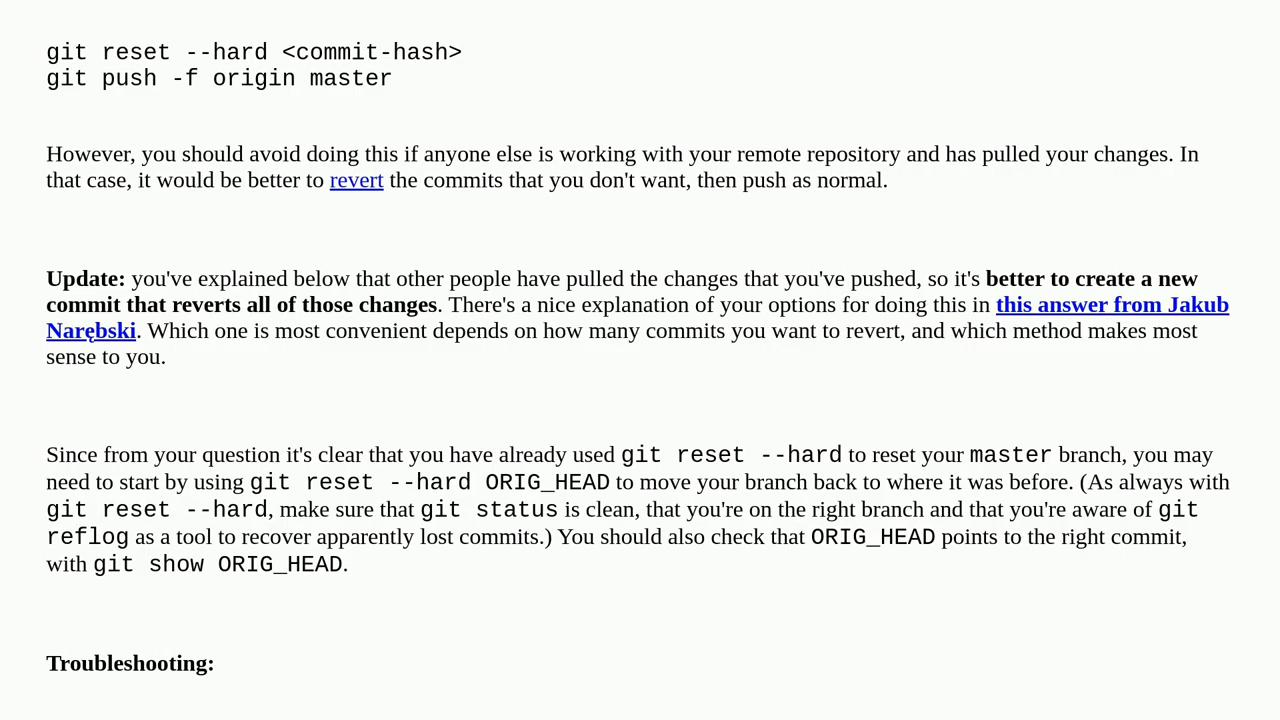 git reset --hard <commit-hash>
git push -f origin master
However, you should avoid doing this if anyone else is working with your remote repository and has pulled your changes. In
that case, it would be better to revert the commits that you don't want, then push as normal.
Update: you've explained below that other people have pulled the changes that you've pushed, so it's better to create a new
commit that reverts all of those changes. There's a nice explanation of your options for doing this in this answer from Jakub
Narębski. Which one is most convenient depends on how many commits you want to revert, and which method makes most
sense to you.
Since from your question it's clear that you have already used git reset --hard to reset your master branch, you may
need to start by using git reset --hard ORIG_HEAD to move your branch back to where it was before. (As always with
git reset --hard, make sure that git status is clean, that you're on the right branch and that you're aware of git
reflog as a tool to recover apparently lost commits.) You should also check that ORIG_HEAD points to the right commit,
with git show ORIG_HEAD.
Troubleshooting: